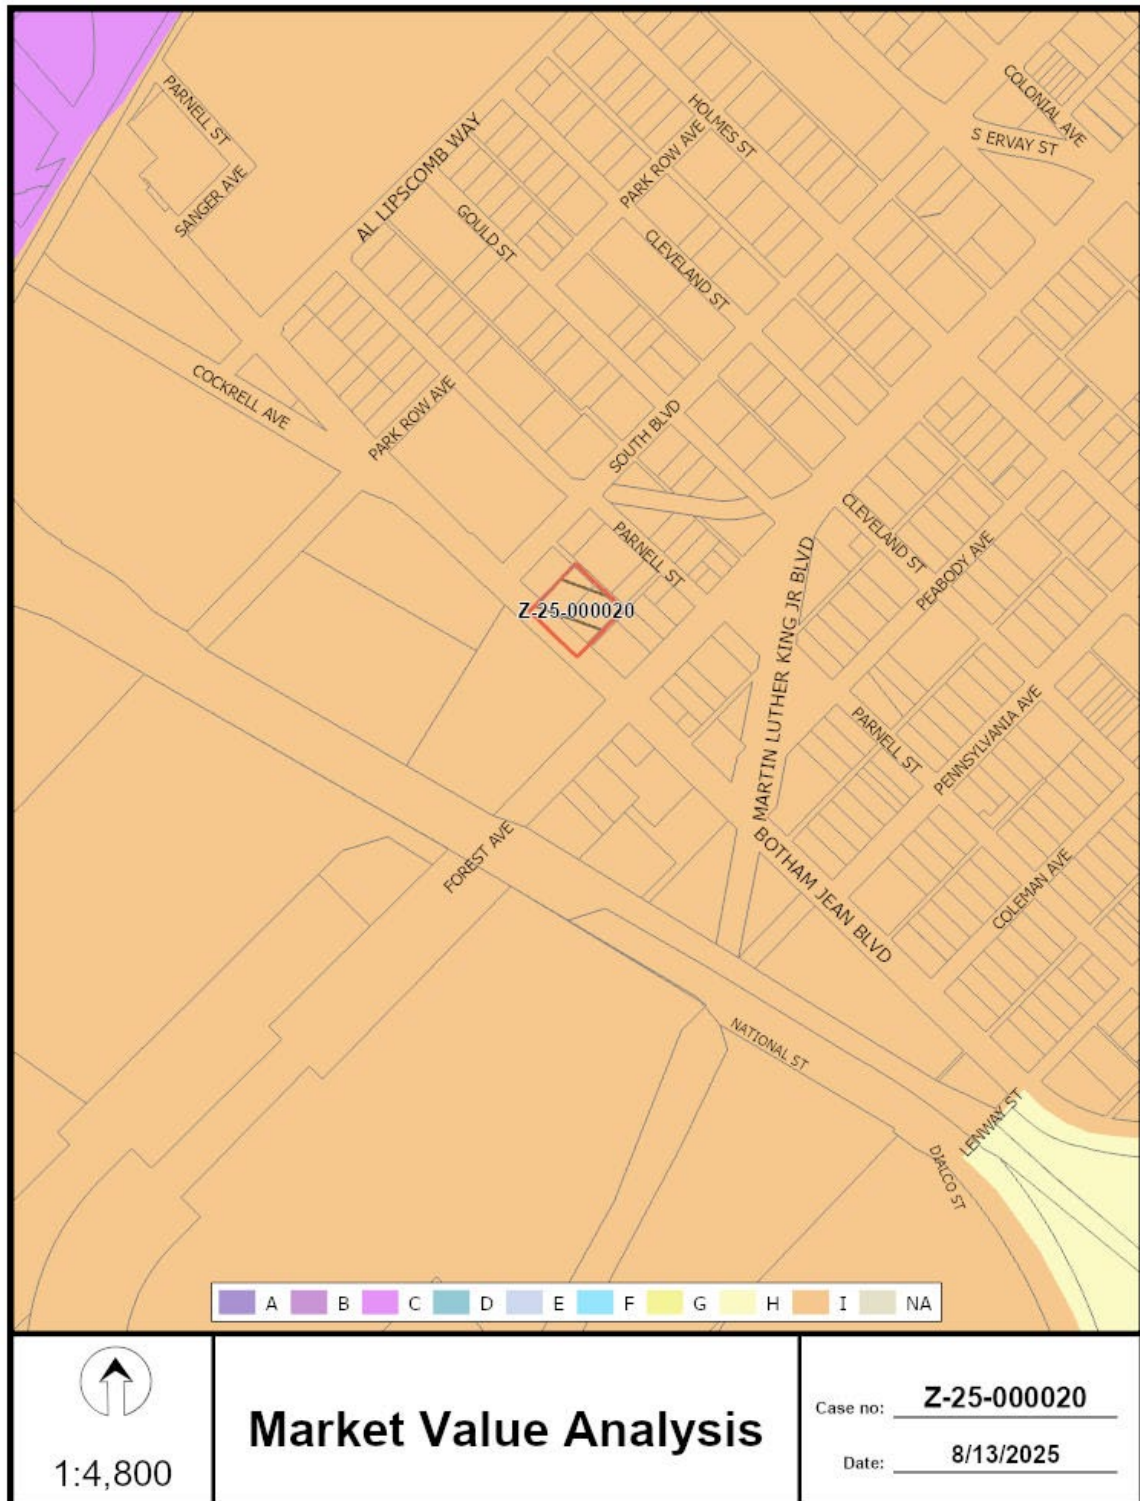 PARNELL ST
SANGER AVE
AL LIPSCOMB WAY
GOULD ST
HOLMES ST
PARK ROW AVE
CLEVELAND ST
COLONIAL AVE
S ERVAY ST
COCKRELL AVE
PARK ROW AVE
SOUTH BLVD
PARNELL ST
Z-25-000020
CLEVELAND ST
PEABODY AVE
MARTIN LUTHER KING JR BLVD
PARNELL ST
PENNSYLVANIA AVE
FOREST AVE
BOTHAM JEAN BLVD
COLEMAN AVE
NATIONAL ST
LENWAY ST
DIALCO ST
A B C D E F G H I NA
1:4,800
Market Value Analysis
Case no: Z-25-000020
Date: 8/13/2025